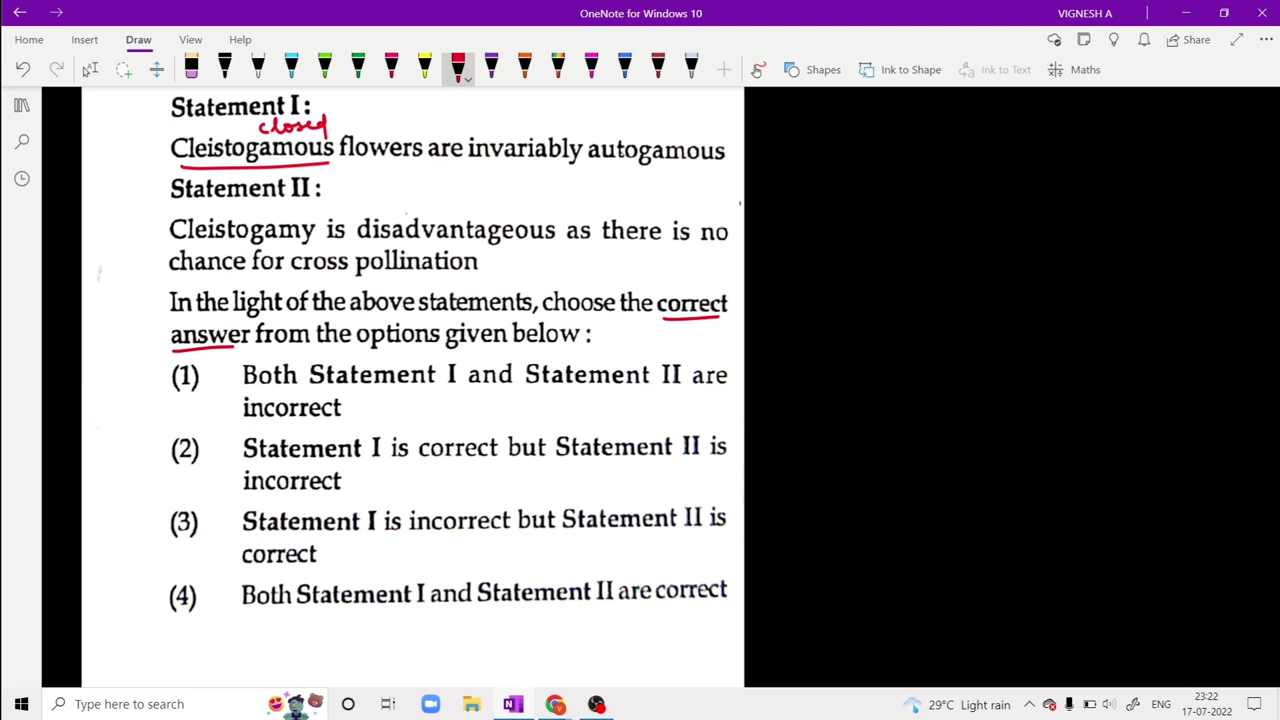 OneNote for Windows 10
VIGNESH A
Home Insert Draw View Help
Share
Shapes Ink to Shape Ink to Text Maths
Statement I :
closed
Cleistogamous flowers are invariably autogamous
Statement II :
Cleistogamy is disadvantageous as there is no
chance for cross pollination
In the light of the above statements, choose the correct
answer from the options given below :
(1) Both Statement I and Statement II are
incorrect
(2) Statement I is correct but Statement II is
incorrect
(3) Statement I is incorrect but Statement II is
correct
(4) Both Statement I and Statement II are correct
Type here to search
29°C Light rain
ENG
23:22
17-07-2022